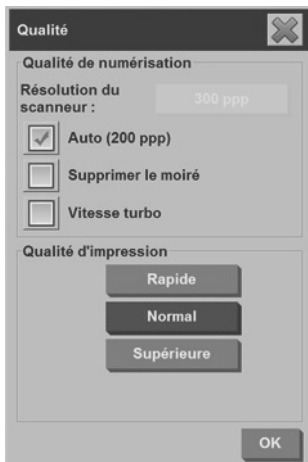 Qualité
Qualité de numérisation
Résolution du
scanneur :
300 ppp
Auto (200 ppp)
Supprimer le moiré
Vitesse turbo
Qualité d'impression
Rapide
Normal
Supérieure
OK